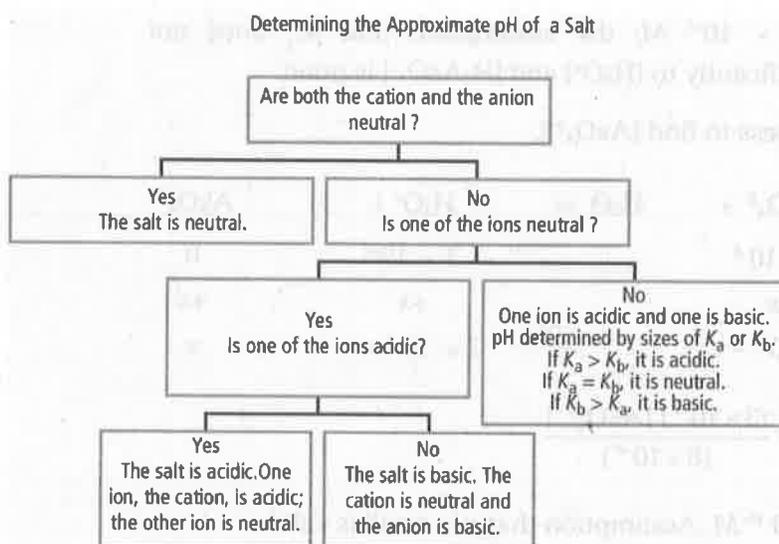 Determining the Approximate pH of a Salt
Are both the cation and the anion
neutral ?
Yes
The salt is neutral.
No
Is one of the ions neutral ?
Yes
Is one of the ions acidic?
No
One ion is acidic and one is basic.
pH determined by sizes of Ka or Kb.
If Ka > Kb, it is acidic.
If Ka = Kb, it is neutral.
If Kb > Ka, it is basic.
Yes
The salt is acidic.One
ion, the cation, is acidic;
the other ion is neutral.
No
The salt is basic. The
cation is neutral and
the anion is basic.